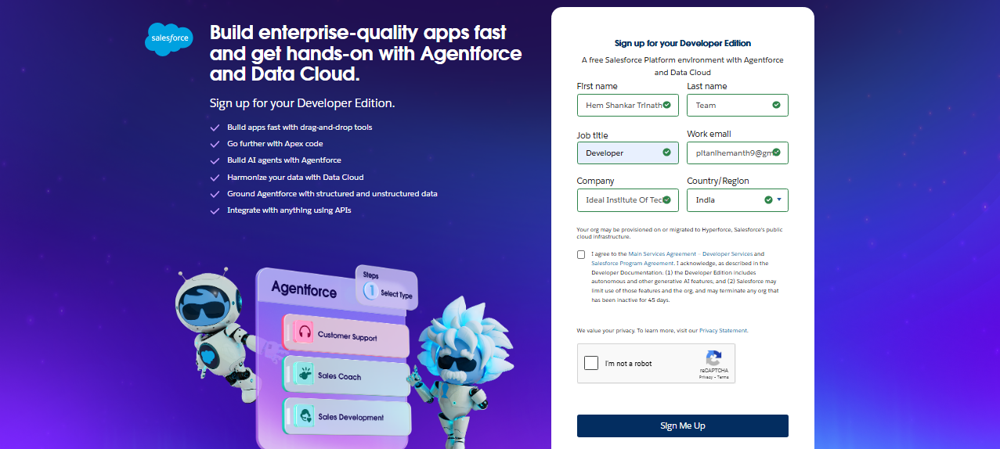 salesforce
Build enterprise-quality apps fast
and get hands-on with Agentforce
and Data Cloud.
Sign up for your Developer Edition.
Build apps fast with drag-and-drop tools
Go further with Apex code
Build AI agents with Agentforce
Harmonize your data with Data Cloud
Ground Agentforce with structured and unstructured data
Integrate with anything using APIs
Agentforce
Steps
1
Select Type
Customer Support
Sales Coach
Sales Development
Sign up for your Developer Edition
A free Salesforce Platform environment with Agentforce
and Data Cloud
First name
Last name
Hem Shankar Trinath
Team
Job title
Work email
Developer
pitanihemanth9@gm
Company
Country/Region
Ideal Institute Of Tec
India
Your org may be provisioned on or migrated to Hyperforce, Salesforce's public
cloud infrastructure.
I agree to the Main Services Agreement – Developer Services and
Salesforce Program Agreement. I acknowledge, as described in the
Developer Documentation: (1) the Developer Edition includes
autonomous and other generative AI features; and (2) Salesforce may
limit use of those features and the org, and may terminate any org that
has been inactive for 45 days.
We value your privacy. To learn more, visit our Privacy Statement.
I'm not a robot
reCAPTCHA
Privacy - Terms
Sign Me Up